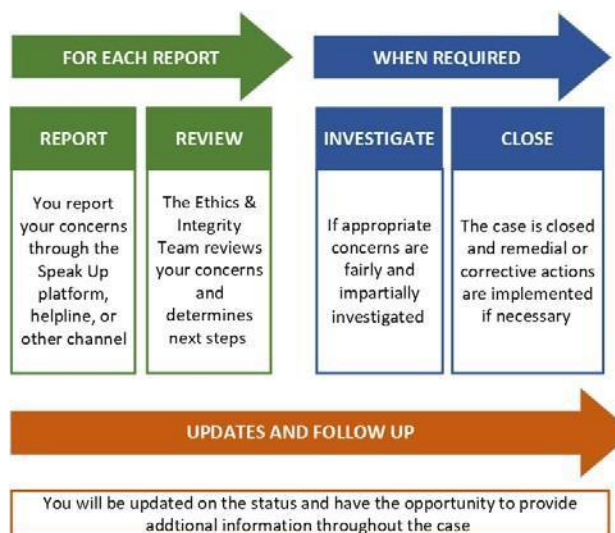 FOR EACH REPORT
WHEN REQUIRED
REPORT
REVIEW
INVESTIGATE
CLOSE
You report
your concerns
through the
Speak Up
platform,
helpline, or
other channel
The Ethics &
Integrity
Team reviews
your concerns
and
determines
next steps
If appropriate
concerns are
fairly and
impartially
investigated
The case is closed
and remedial or
corrective actions
are implemented
if necessary
UPDATES AND FOLLOW UP
You will be updated on the status and have the opportunity to provide
addtional information throughout the case